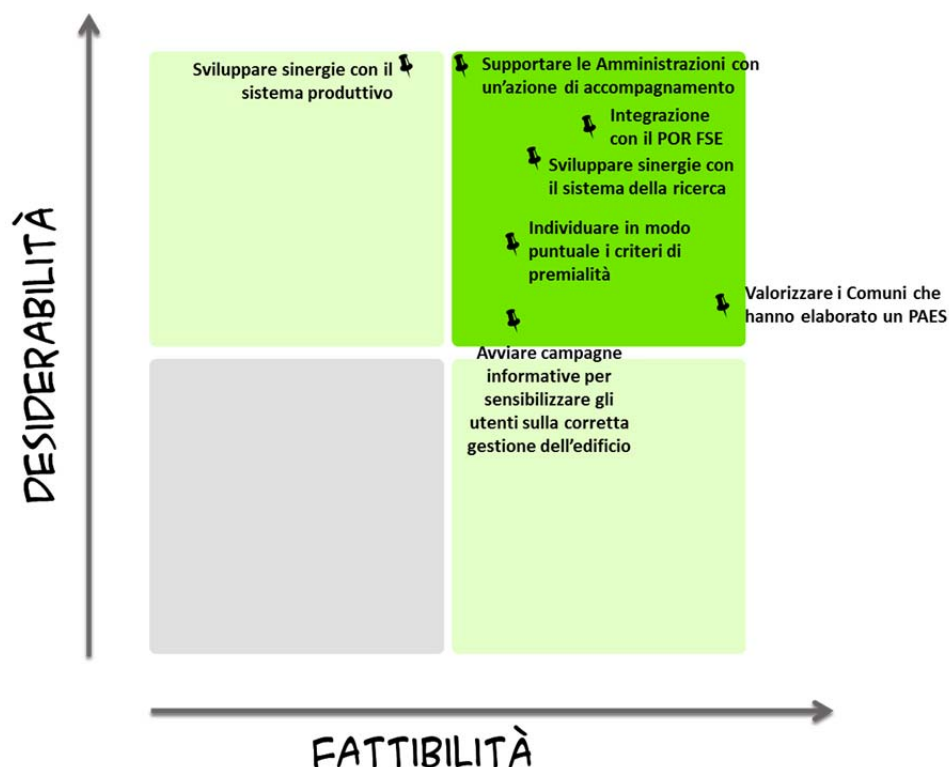 Sviluppare sinergie con il
sistema produttivo
Supportare le Amministrazioni con
un'azione di accompagnamento
Integrazione
con il POR FSE
Sviluppare sinergie con
il sistema della ricerca
Individuare in modo
puntuale i criteri di
premialità
Valorizzare i Comuni che
hanno elaborato un PAES
Avviare campagne
informative per
sensibilizzare gli
utenti sulla corretta
gestione dell'edificio
DESIDERABILITÀ
FATTIBILITÀ